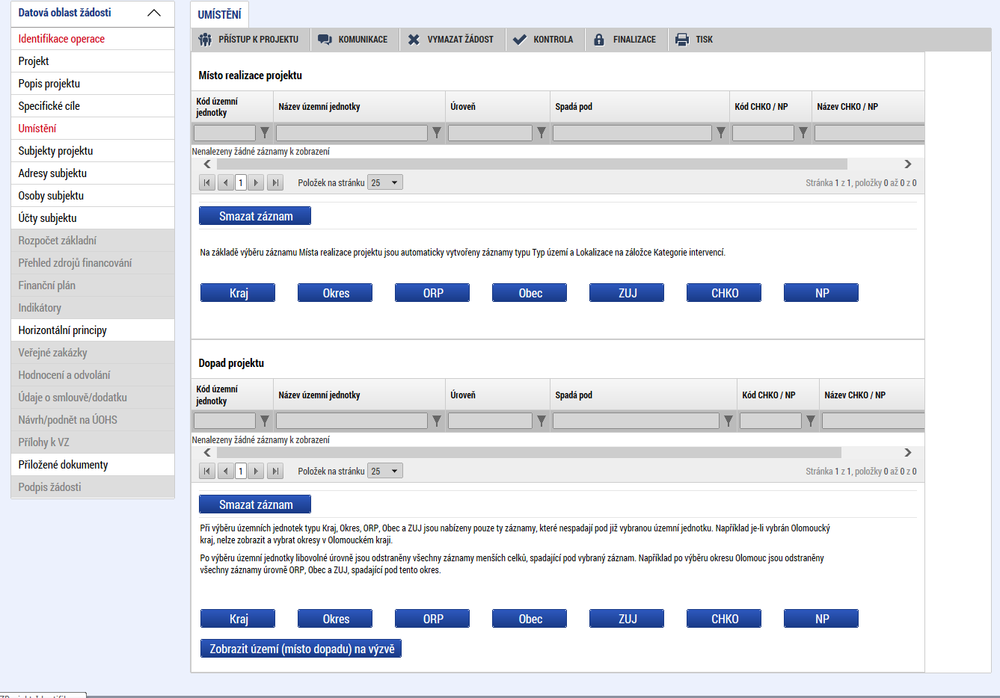 Datová oblast žádosti
Identifikace operace
Projekt
Popis projektu
Specifické cíle
Umístění
Subjekty projektu
Adresy subjektu
Osoby subjektu
Účty subjektu
Rozpočet základní
Přehled zdrojů financování
Finanční plán
Indikátory
Horizontální principy
Veřejné zakázky
Hodnocení a odvolání
Údaje o smlouvě/dodatku
Návrh/podnět na ÚOHS
Přílohy k VZ
Přiložené dokumenty
Podpis žádosti
UMÍSTĚNÍ
PŘÍSTUP K PROJEKTU KOMUNIKACE VYMAZAT ŽÁDOST KONTROLA FINALIZACE TISK
Místo realizace projektu
Kód územní jednotky Název územní jednotky Úroveň Spadá pod Kód CHKO / NP Název CHKO / NP
Nenalezeny žádné záznamy k zobrazení
1 Položek na stránku 25 Stránka 1 z 1, položky 0 až 0 z 0
Smazat záznam
Na základě výběru záznamu Místa realizace projektu jsou automaticky vytvořeny záznamy typu Typ území a Lokalizace na záložce Kategorie intervencí.
Kraj Okres ORP Obec ZUJ CHKO NP
Dopad projektu
Kód územní jednotky Název územní jednotky Úroveň Spadá pod Kód CHKO / NP Název CHKO / NP
Nenalezeny žádné záznamy k zobrazení
1 Položek na stránku 25 Stránka 1 z 1, položky 0 až 0 z 0
Smazat záznam
Při výběru územních jednotek typu Kraj, Okres, ORP, Obec a ZUJ jsou nabízeny pouze ty záznamy, které nespadají pod již vybranou územní jednotku. Například je-li vybrán Olomoucký
kraj, nelze zobrazit a vybrat okresy v Olomouckém kraji.
Po výběru územní jednotky libovolné úrovně jsou odstraněny všechny záznamy menších celků, spadající pod vybraný záznam. Například po výběru okresu Olomouc jsou odstraněny
všechny záznamy úrovně ORP, Obec a ZUJ, spadající pod tento okres.
Kraj Okres ORP Obec ZUJ CHKO NP
Zobrazit území (místo dopadu) na výzvě